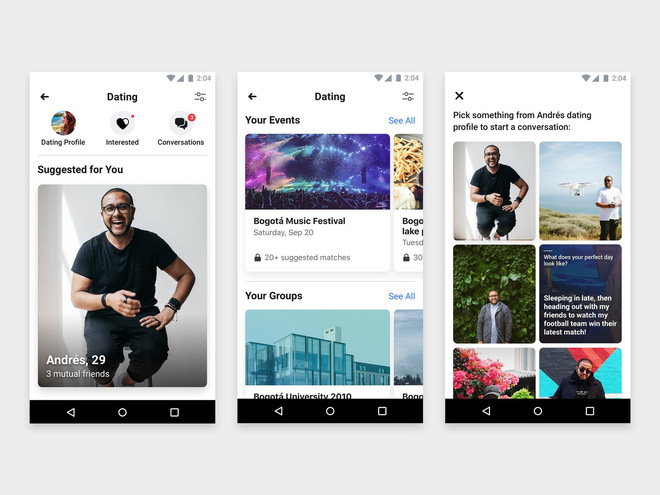 2:04
Dating
Dating Profile
Interested
3
Conversations
Suggested for You
Andrés, 29
3 mutual friends
2:04
Dating
Your Events
See All
Bogotá Music Festival
Saturday, Sep 20
20+ suggested matches
Bogo
lake p
Tuesd
30
Your Groups
See All
Bogotá University 2010
2:04
Pick something from Andrés dating
profile to start a conversation:
What does your perfect day
look like?
Sleeping in late, then
heading out with my
friends to watch my
football team win their
latest match!